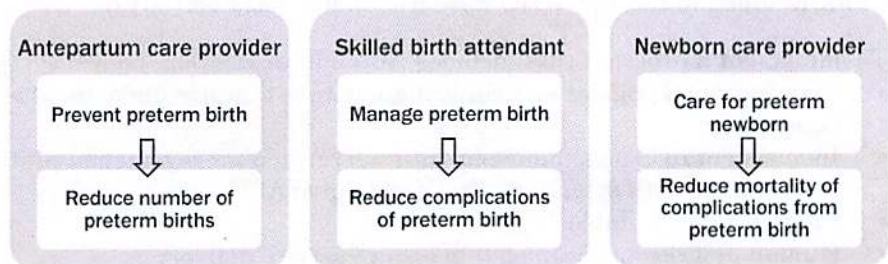 Antepartum care provider
Prevent preterm birth
Reduce number of
preterm births
Skilled birth attendant
Manage preterm birth
Reduce complications
of preterm birth
Newborn care provider
Care for preterm
newborn
Reduce mortality of
complications from
preterm birth